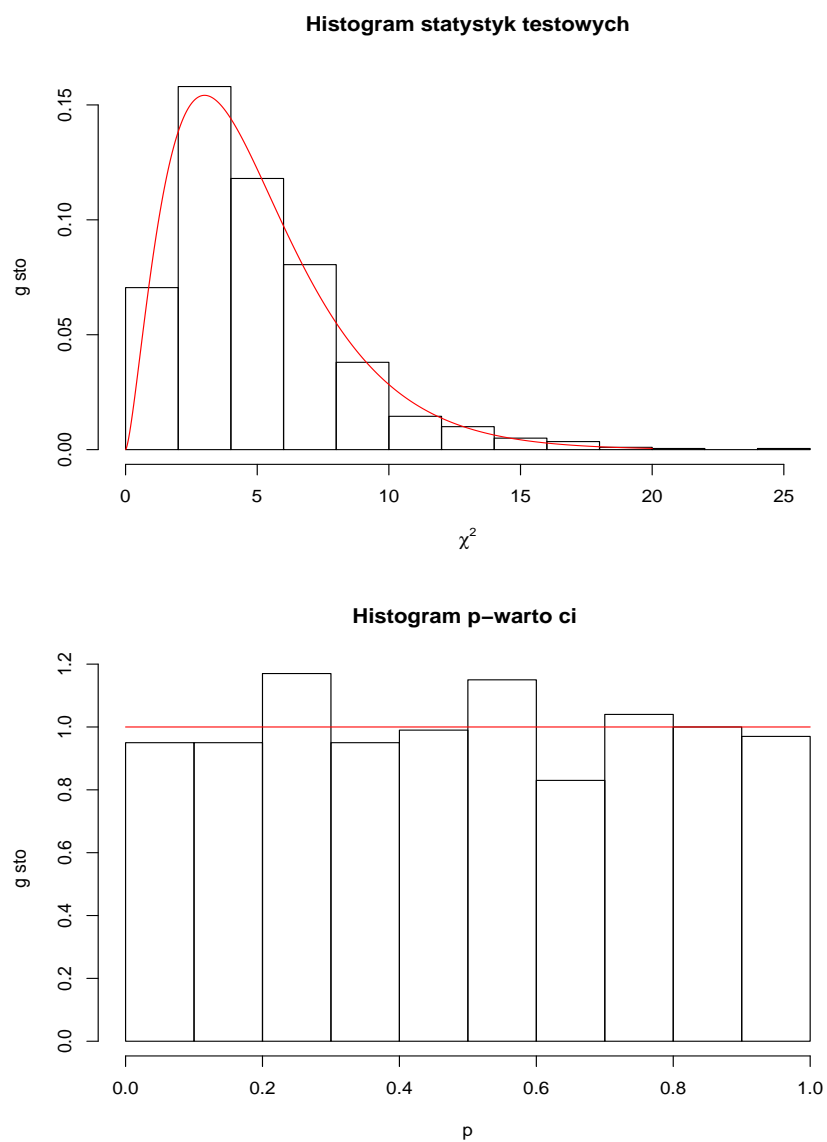 Histogram statystyk testowych
g sto
0.15
0.10
0.05
0.00
0 5 10 15 20 25
χ²
Histogram p−warto ci
g sto
1.2
1.0
0.8
0.6
0.4
0.2
0.0
0.0 0.2 0.4 0.6 0.8 1.0
p